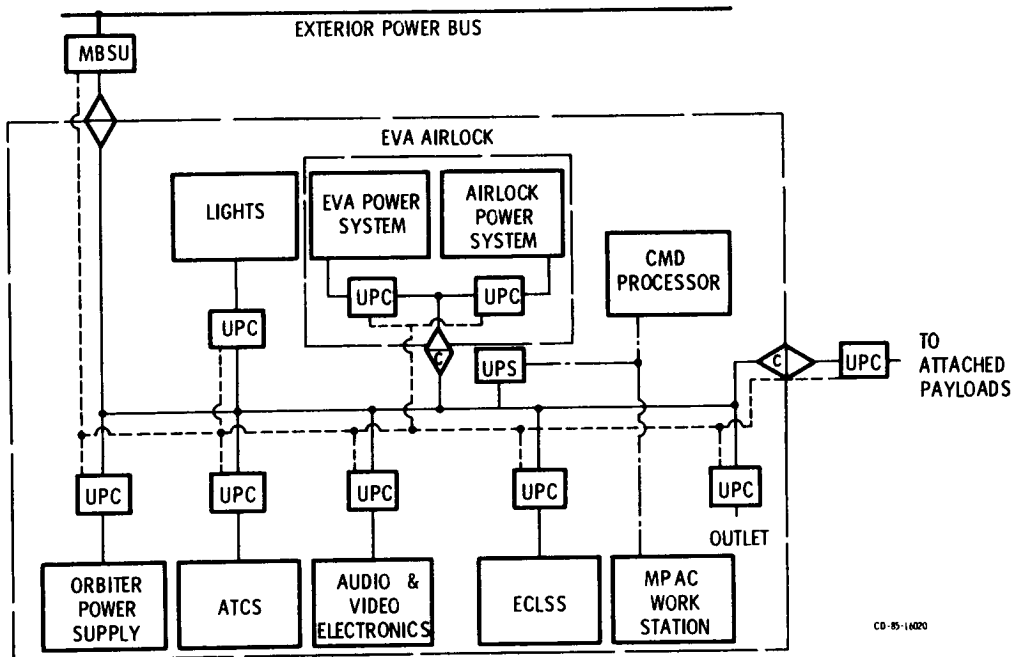 EXTERIOR POWER BUS
MBSU
EVA AIRLOCK
LIGHTS
EVA POWER
SYSTEM
AIRLOCK
POWER
SYSTEM
CMD
PROCESSOR
UPC
UPC
UPC
C
UPS
C
UPC
TO
ATTACHED
PAYLOADS
UPC
UPC
UPC
UPC
UPC
OUTLET
ORBITER
POWER
SUPPLY
ATCS
AUDIO &
VIDEO
ELECTRONICS
ECLSS
MPAC
WORK
STATION
CD-85-16020